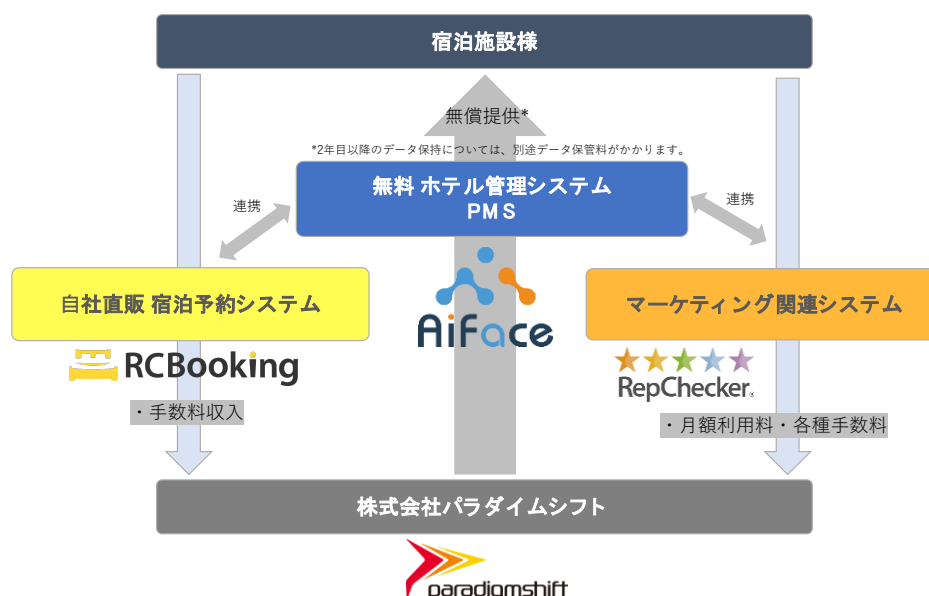 宿泊施設様
無償提供*
*2年目以降のデータ保持については、別途データ保管料がかかります。
無料 ホテル管理システム
PMS
連携
連携
自社直販 宿泊予約システム
マーケティング関連システム
AiFace
RCBooking
RepChecker
・手数料収入
・月額利用料・各種手数料
株式会社パラダイムシフト
paradigmshift